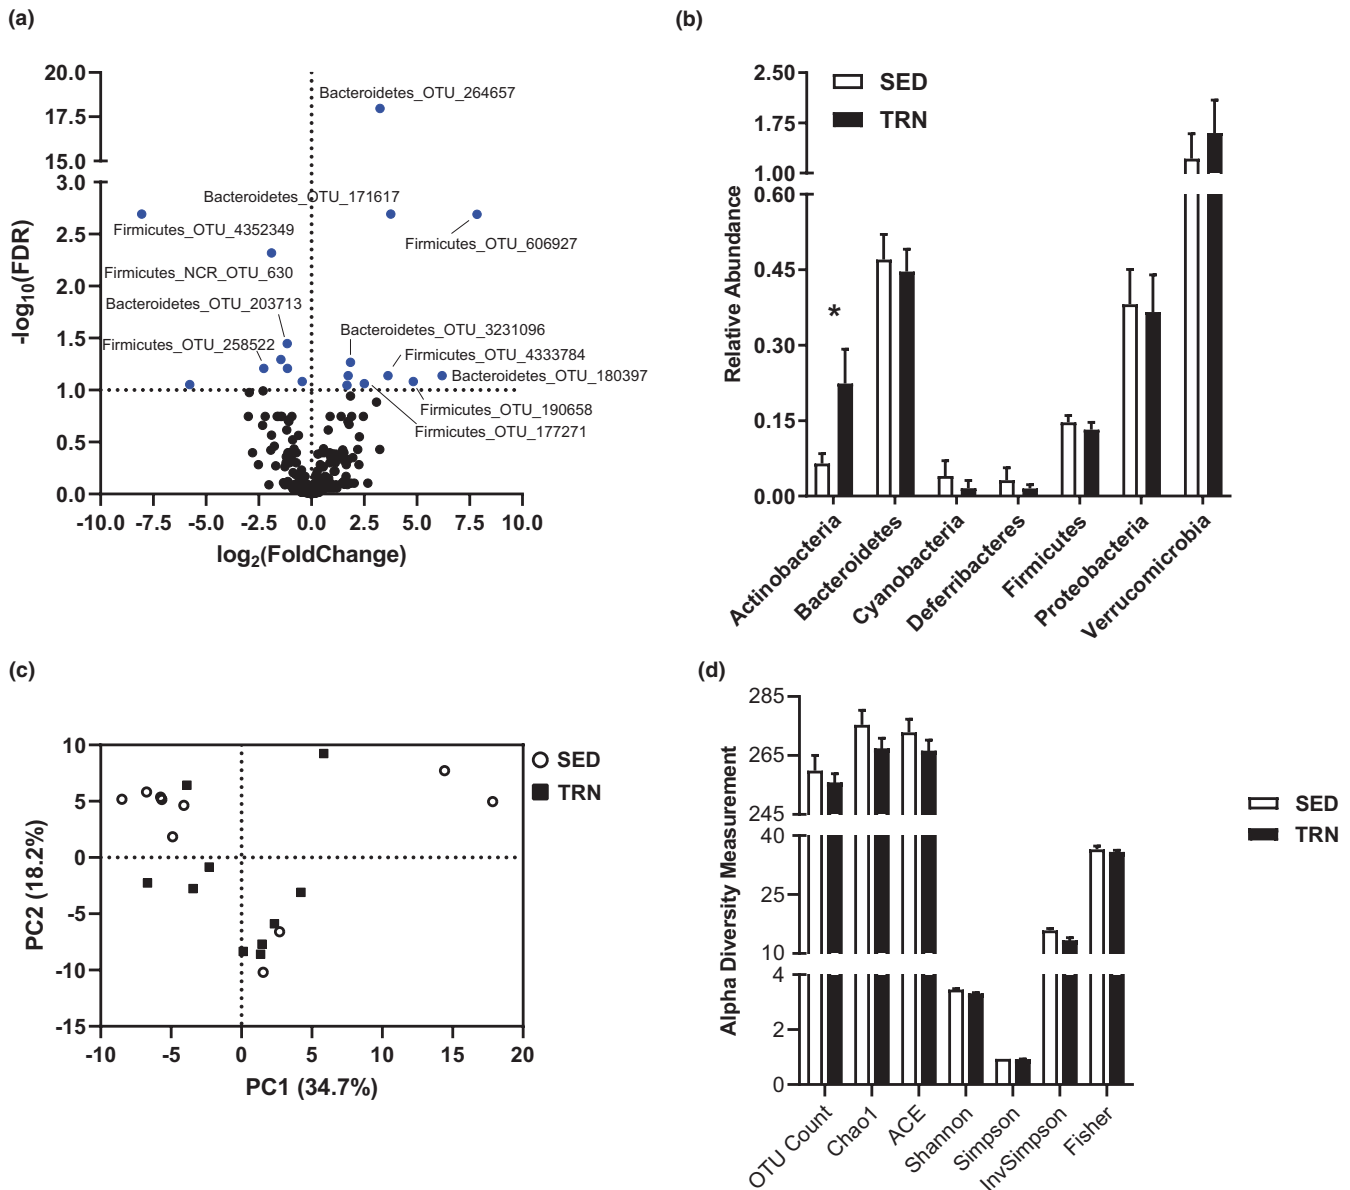 (a)
20.0
17.5
15.0
3.0
2.5
2.0
1.5
1.0
0.5
0.0
-log10(FDR)
Bacteroidetes_OTU_264657
Bacteroidetes_OTU_171617
Firmicutes_OTU_4352349
Firmicutes_OTU_606927
Firmicutes_NCR_OTU_630
Bacteroidetes_OTU_203713
Bacteroidetes_OTU_3231096
Firmicutes_OTU_258522
Firmicutes_OTU_4333784
Bacteroidetes_OTU_180397
Firmicutes_OTU_190658
Firmicutes_OTU_177271
-10.0 -7.5 -5.0 -2.5 0.0 2.5 5.0 7.5 10.0
log2(FoldChange)
(b)
2.50
1.75
1.00
0.60
0.45
0.30
0.15
0.00
Relative Abundance
SED
TRN
*
Actinobacteria
Bacteroidetes
Cyanobacteria
Deferribacteres
Firmicutes
Proteobacteria
Verrucomicrobia
(c)
10
5
0
-5
-10
-15
PC2 (18.2%)
SED
TRN
-10 -5 0 5 10 15 20
PC1 (34.7%)
(d)
285
265
245
40
25
10
4
2
0
Alpha Diversity Measurement
SED
TRN
OTU Count
Chao1
ACE
Shannon
Simpson
InvSimpson
Fisher